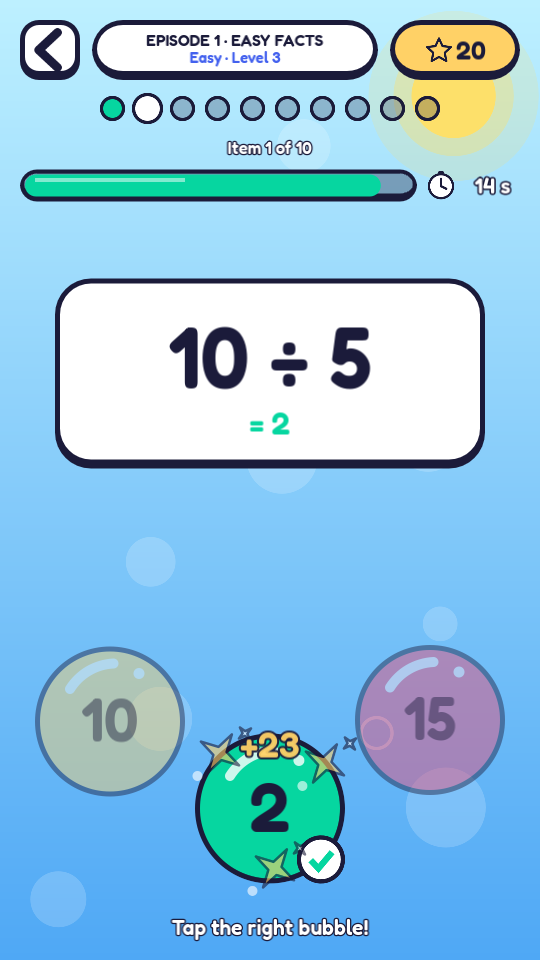 EPISODE 1 · EASY FACTS
Easy · Level 3
20
Item 1 of 10
14 s
10 ÷ 5
= 2
10
15
+23
2
Tap the right bubble!